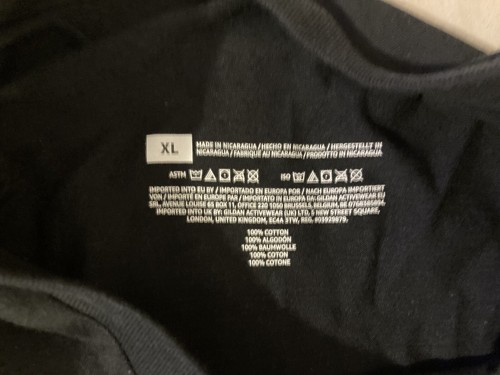 XL
MADE IN NICARAGUA / HECHO EN NICARAGUA / HERGESTELLT IN
NICARAGUA / FABRIQUÉ AU NICARAGUA / PRODOTTO IN NICARAGUA.
ASTM ISO
IMPORTED INTO EU BY / IMPORTADO EN EUROPA POR / NACH EUROPA IMPORTIERT
VON / IMPORTÉ EN EUROPE PAR / IMPORTATO IN EUROPA DA: GILDAN ACTIVEWEAR EU
SRL, AVENUE LOUISE 65 BOX 11, OFFICE 220 1050 BRUSSELS, BELGIUM, BE
IMPORTED INTO UK BY: GILDAN ACTIVEWEAR (UK) LTD. 5 NEW STREET SQUARE,
LONDON, UNITED KINGDOM, EC4A 3TW, REG. #03929879.
100% COTTON
100% ALGODÓN
100% BAUMWOLLE
100% COTON
100% COTONE